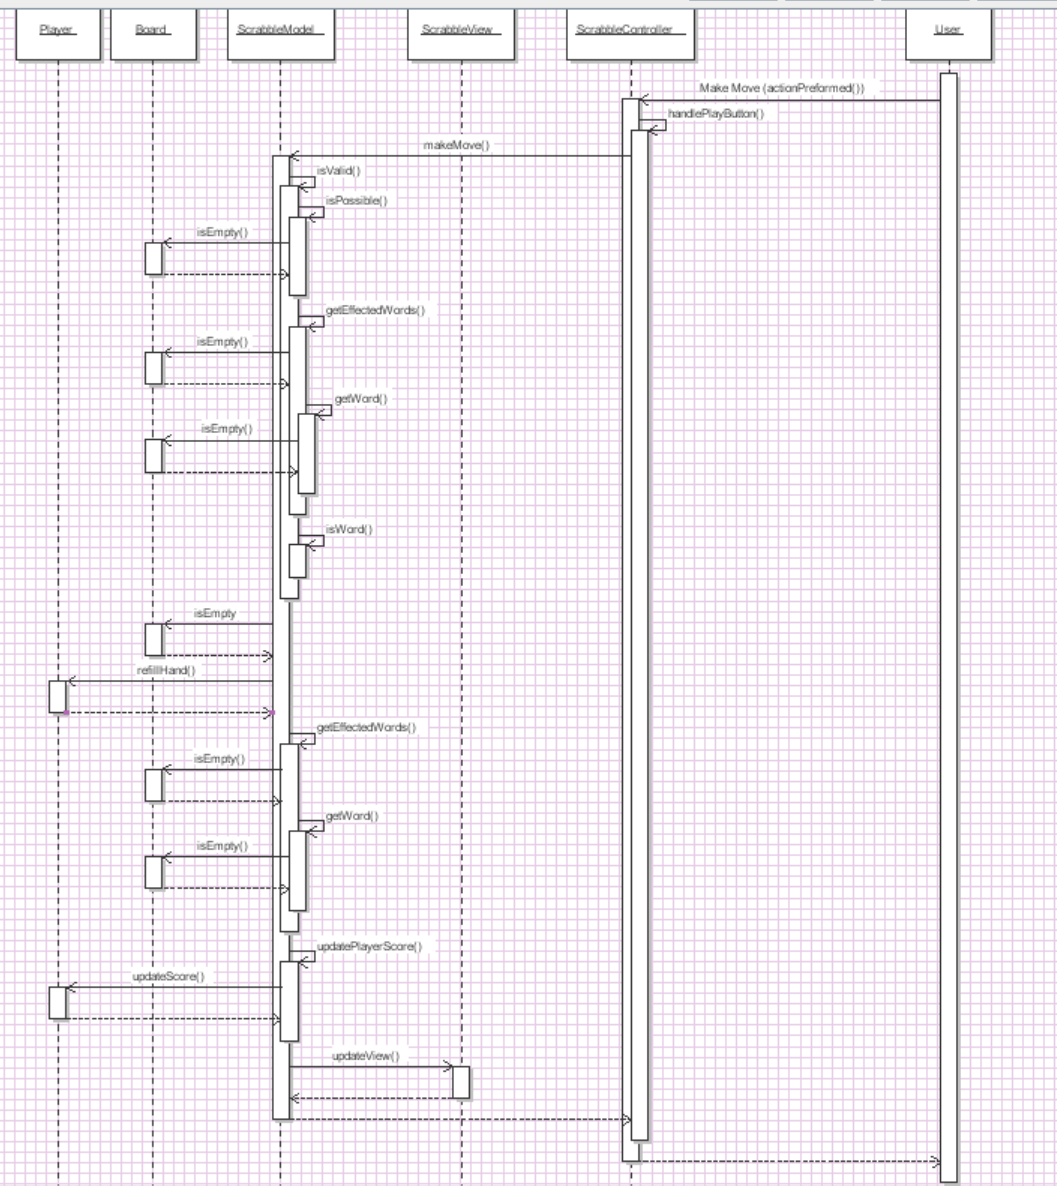 Player
Board
ScrabbleModel
ScrabbleView
ScrabbleController
User
Make Move (actionPreformed())
handlePlayButton()
makeMove()
isValid()
isPossible()
isEmpty()
getEffectedWords()
isEmpty()
getWord()
isEmpty()
isWord()
isEmpty
refillHand()
getEffectedWords()
isEmpty()
getWord()
isEmpty()
updatePlayerScore()
updateScore()
updateView()